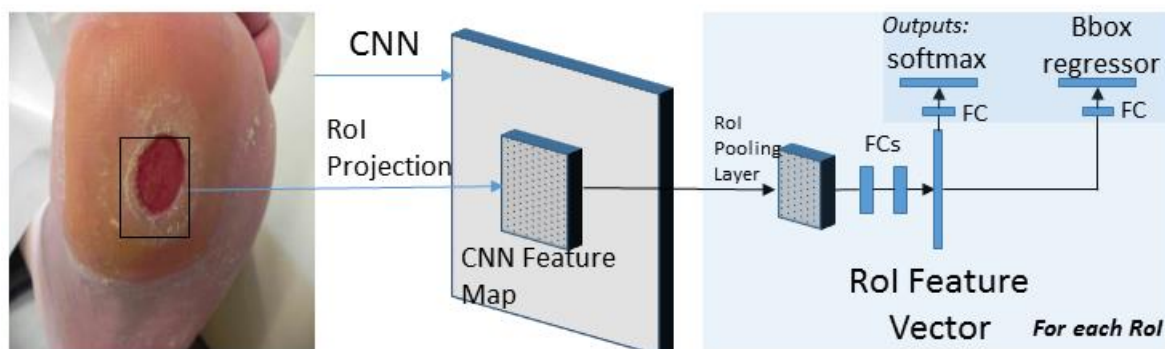 CNN
RoI
Projection
CNN Feature
Map
RoI
Pooling
Layer
FCs
Outputs:
softmax
FC
Bbox
regressor
FC
RoI Feature
Vector
For each RoI